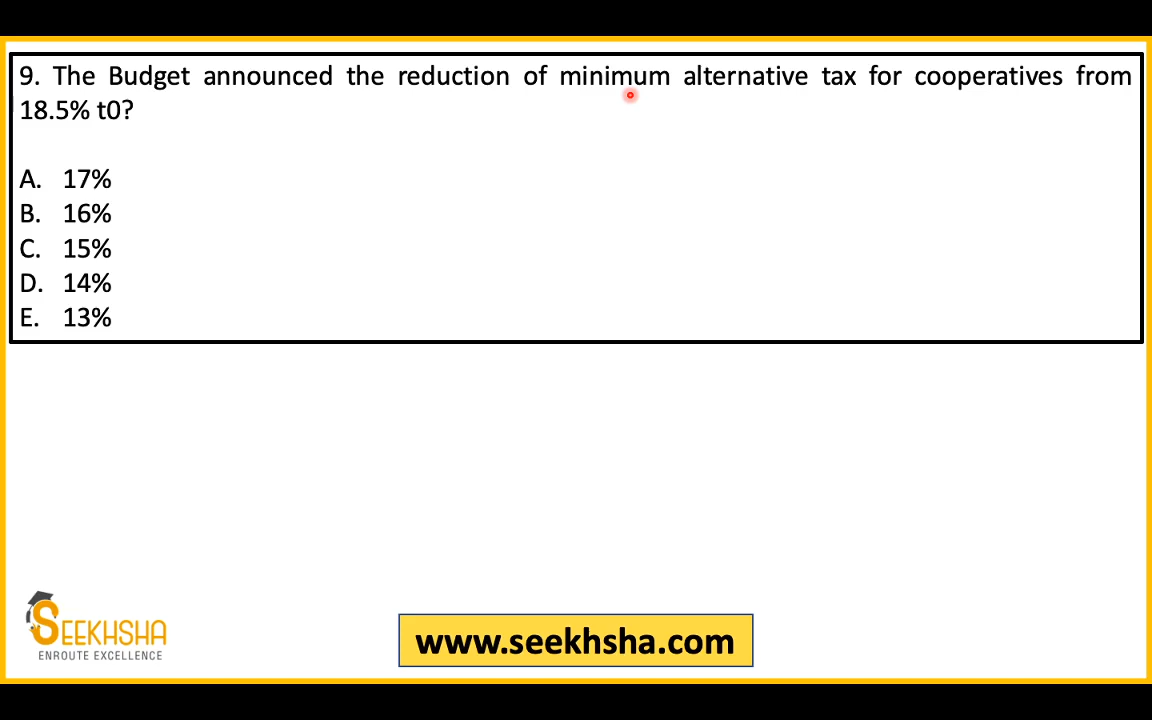 9. The Budget announced the reduction of minimum alternative tax for cooperatives from
18.5% t0?
A. 17%
B. 16%
C. 15%
D. 14%
E. 13%
SEEKHSHA
ENROUTE EXCELLENCE
www.seekhsha.com